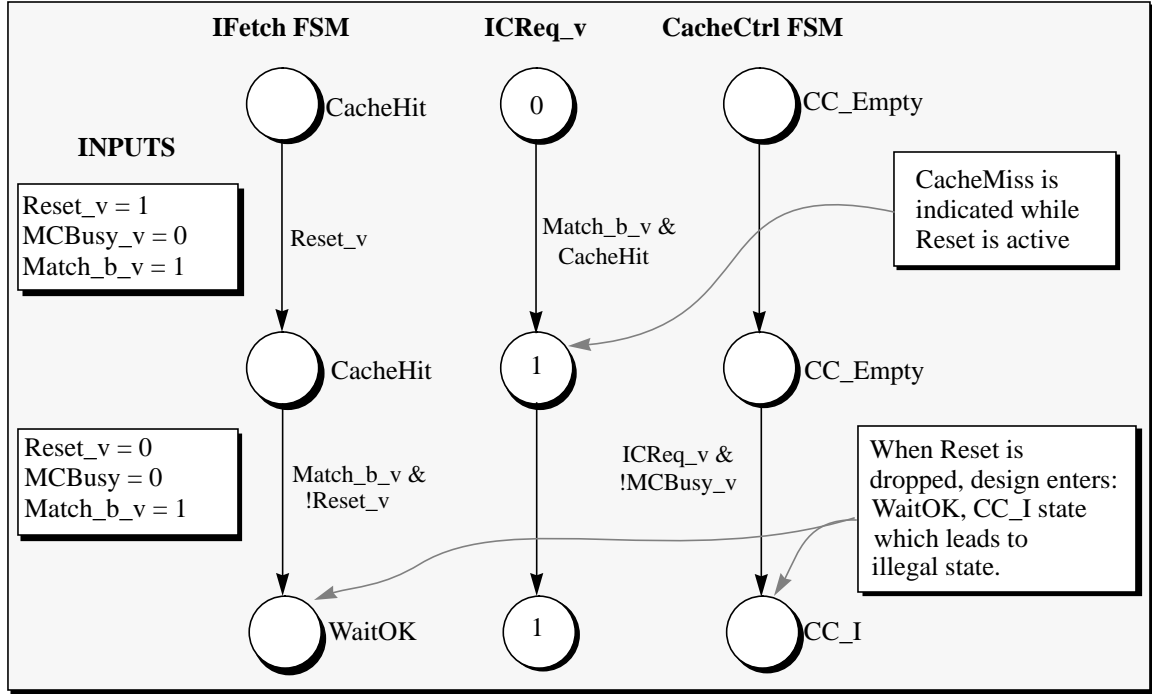 IFetch FSM
ICReq_v
CacheCtrl FSM
CacheHit
0
CC_Empty
INPUTS
Reset_v = 1
MCBusy_v = 0
Match_b_v = 1
Reset_v
Match_b_v &
CacheHit
CacheMiss is
indicated while
Reset is active
CacheHit
1
CC_Empty
Reset_v = 0
MCBusy = 0
Match_b_v = 1
Match_b_v &
!Reset_v
ICReq_v &
!MCBusy_v
When Reset is
dropped, design enters:
WaitOK, CC_I state
which leads to
illegal state.
WaitOK
1
CC_I